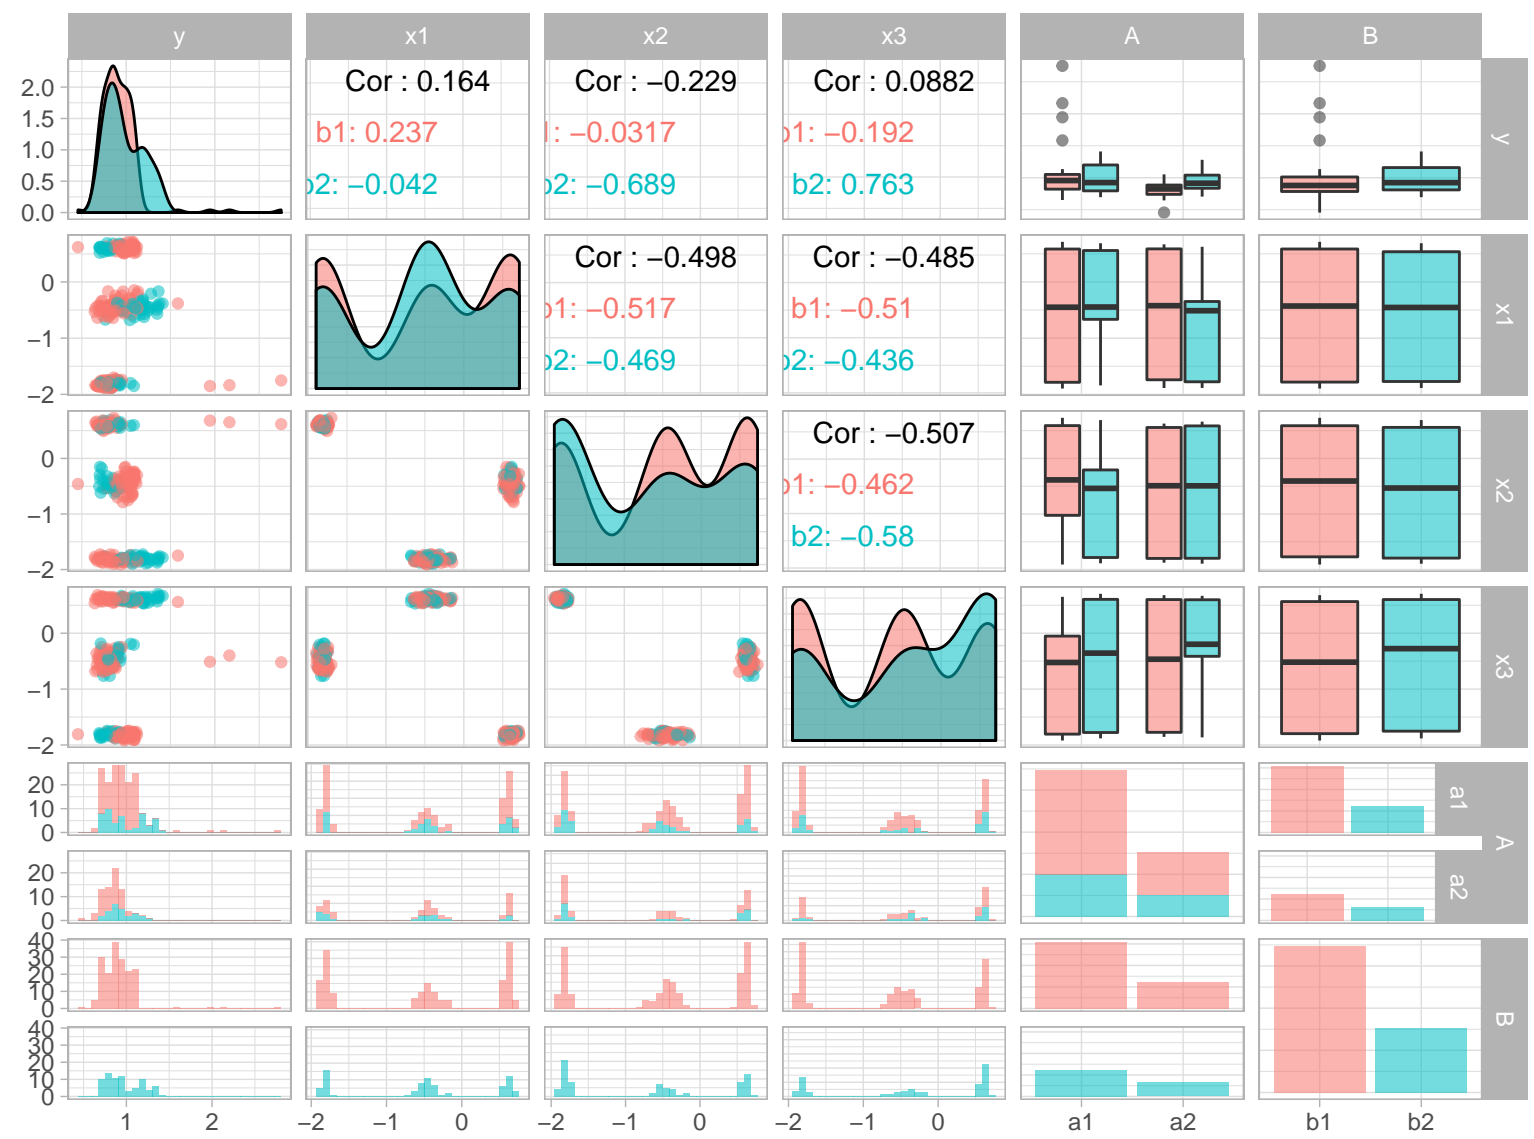 y x1 x2 x3 A B
2.0
1.5
1.0
0.5
0.0
Cor : 0.164
b1: 0.237
b2: −0.042
Cor : −0.229
1: −0.0317
b2: −0.689
Cor : 0.0882
b1: −0.192
b2: 0.763
y
0
−1
−2
Cor : −0.498
b1: −0.517
b2: −0.469
Cor : −0.485
b1: −0.51
b2: −0.436
x1
0
−1
−2
Cor : −0.507
b1: −0.462
b2: −0.58
x2
0
−1
−2
x3
20
10
0
a1
A
20
10
0
a2
40
30
20
10
0
B
40
30
20
10
0
1 2
−2 −1 0
−2 −1 0
−2 −1 0
a1 a2
b1 b2